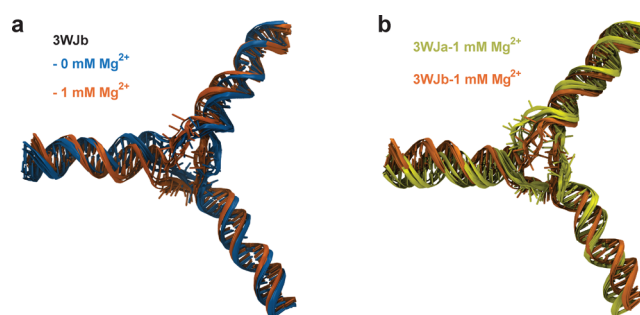 a
3WJb
- 0 mM Mg²⁺
- 1 mM Mg²⁺
b
3WJa-1 mM Mg²⁺
3WJb-1 mM Mg²⁺